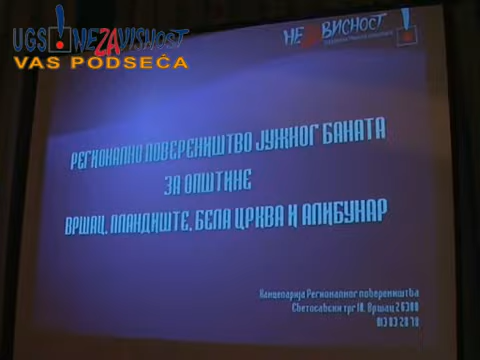 UGS NEZAVISNOST
VAS PODSEĆA
НЕЗАВИСНОСТ
РЕГИОНАЛНО ПОВЕРЕНИШТВО ЈУЖНОГ БАНАТА
ЗА ОПШТИНЕ
ВРШАЦ, ПЛАНДИШТЕ, БЕЛА ЦРКВА И АЛИБУНАР
Канцеларија Регионалног повереништва
Светосавски трг 10, Вршац 26300